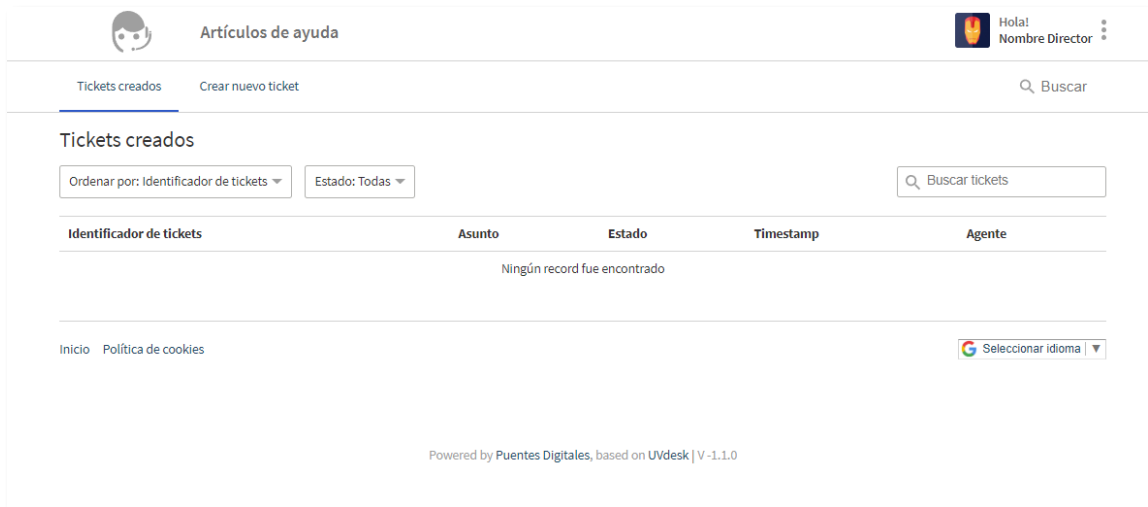 Artículos de ayuda
Hola!
Nombre Director
Tickets creados
Crear nuevo ticket
Buscar
Tickets creados
Ordenar por: Identificador de tickets
Estado: Todas
Buscar tickets
Identificador de tickets Asunto Estado Timestamp Agente
Ningún record fue encontrado
Inicio Política de cookies
G Seleccionar idioma
Powered by Puentes Digitales, based on UVdesk | V -1.1.0